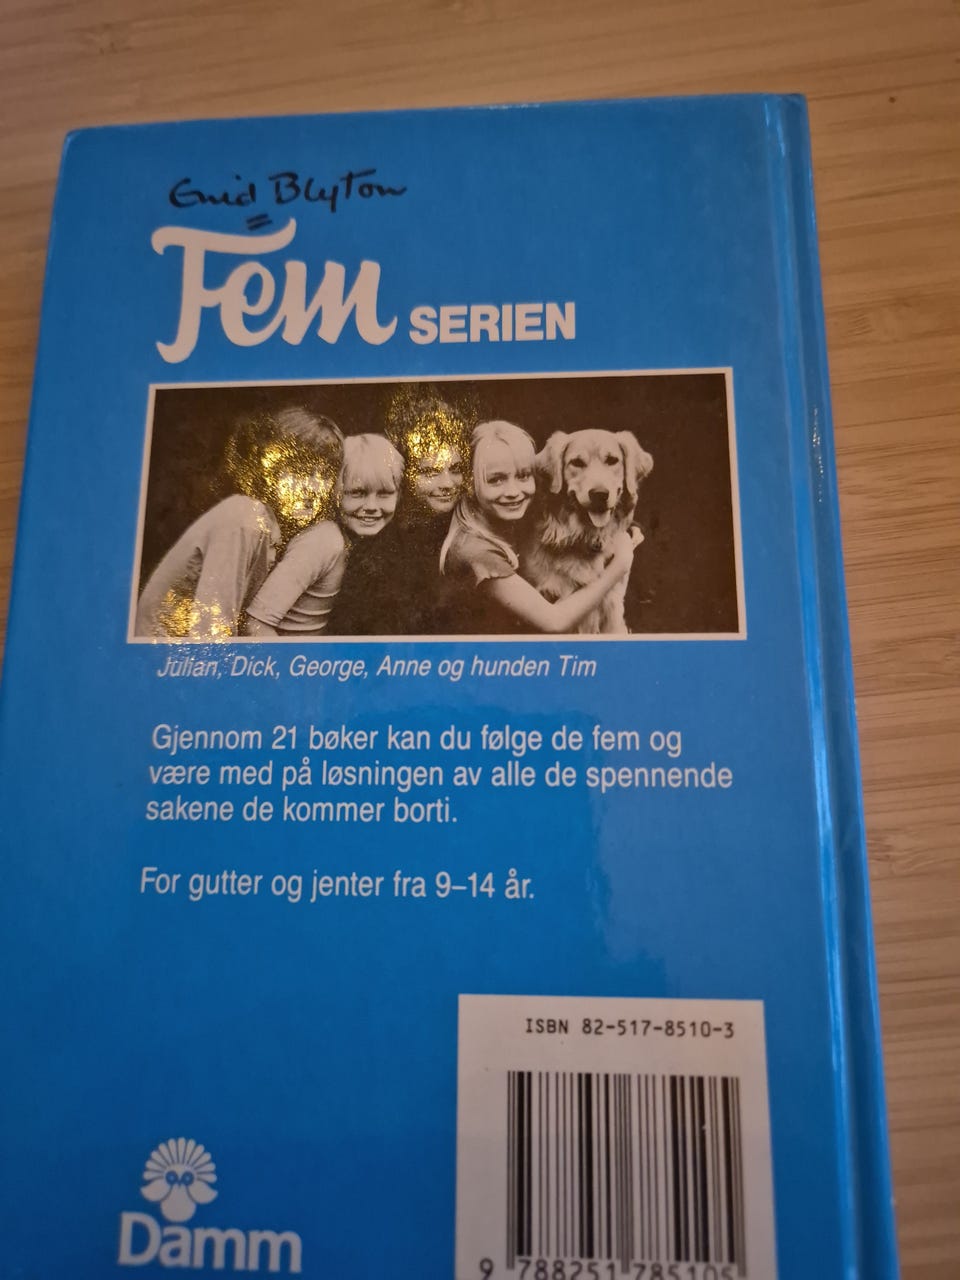 Enid Blyton
Fem SERIEN
Julian, Dick, George, Anne og hunden Tim
Gjennom 21 bøker kan du følge de fem og
være med på løsningen av alle de spennende
sakene de kommer borti.
For gutter og jenter fra 9–14 år.
ISBN 82-517-8510-3
9 788251 785105
Damm